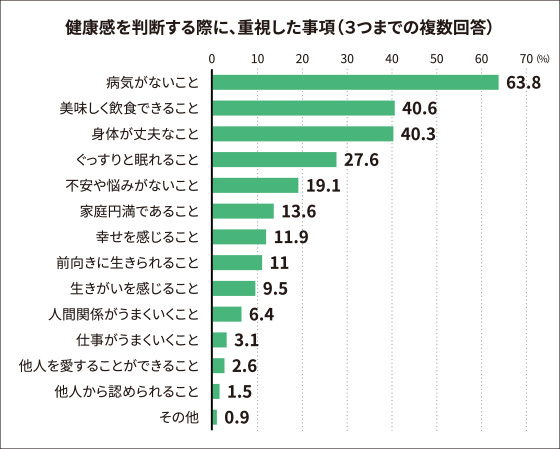 健康感を判断する際に、重視した事項（３つまでの複数回答）
0 10 20 30 40 50 60 70 (%)
病気がないこと 63.8
美味しく飲食できること 40.6
身体が丈夫なこと 40.3
ぐっすりと眠れること 27.6
不安や悩みがないこと 19.1
家庭円満であること 13.6
幸せを感じること 11.9
前向きに生きられること 11
生きがいを感じること 9.5
人間関係がうまくいくこと 6.4
仕事がうまくいくこと 3.1
他人を愛することができること 2.6
他人から認められること 1.5
その他 0.9